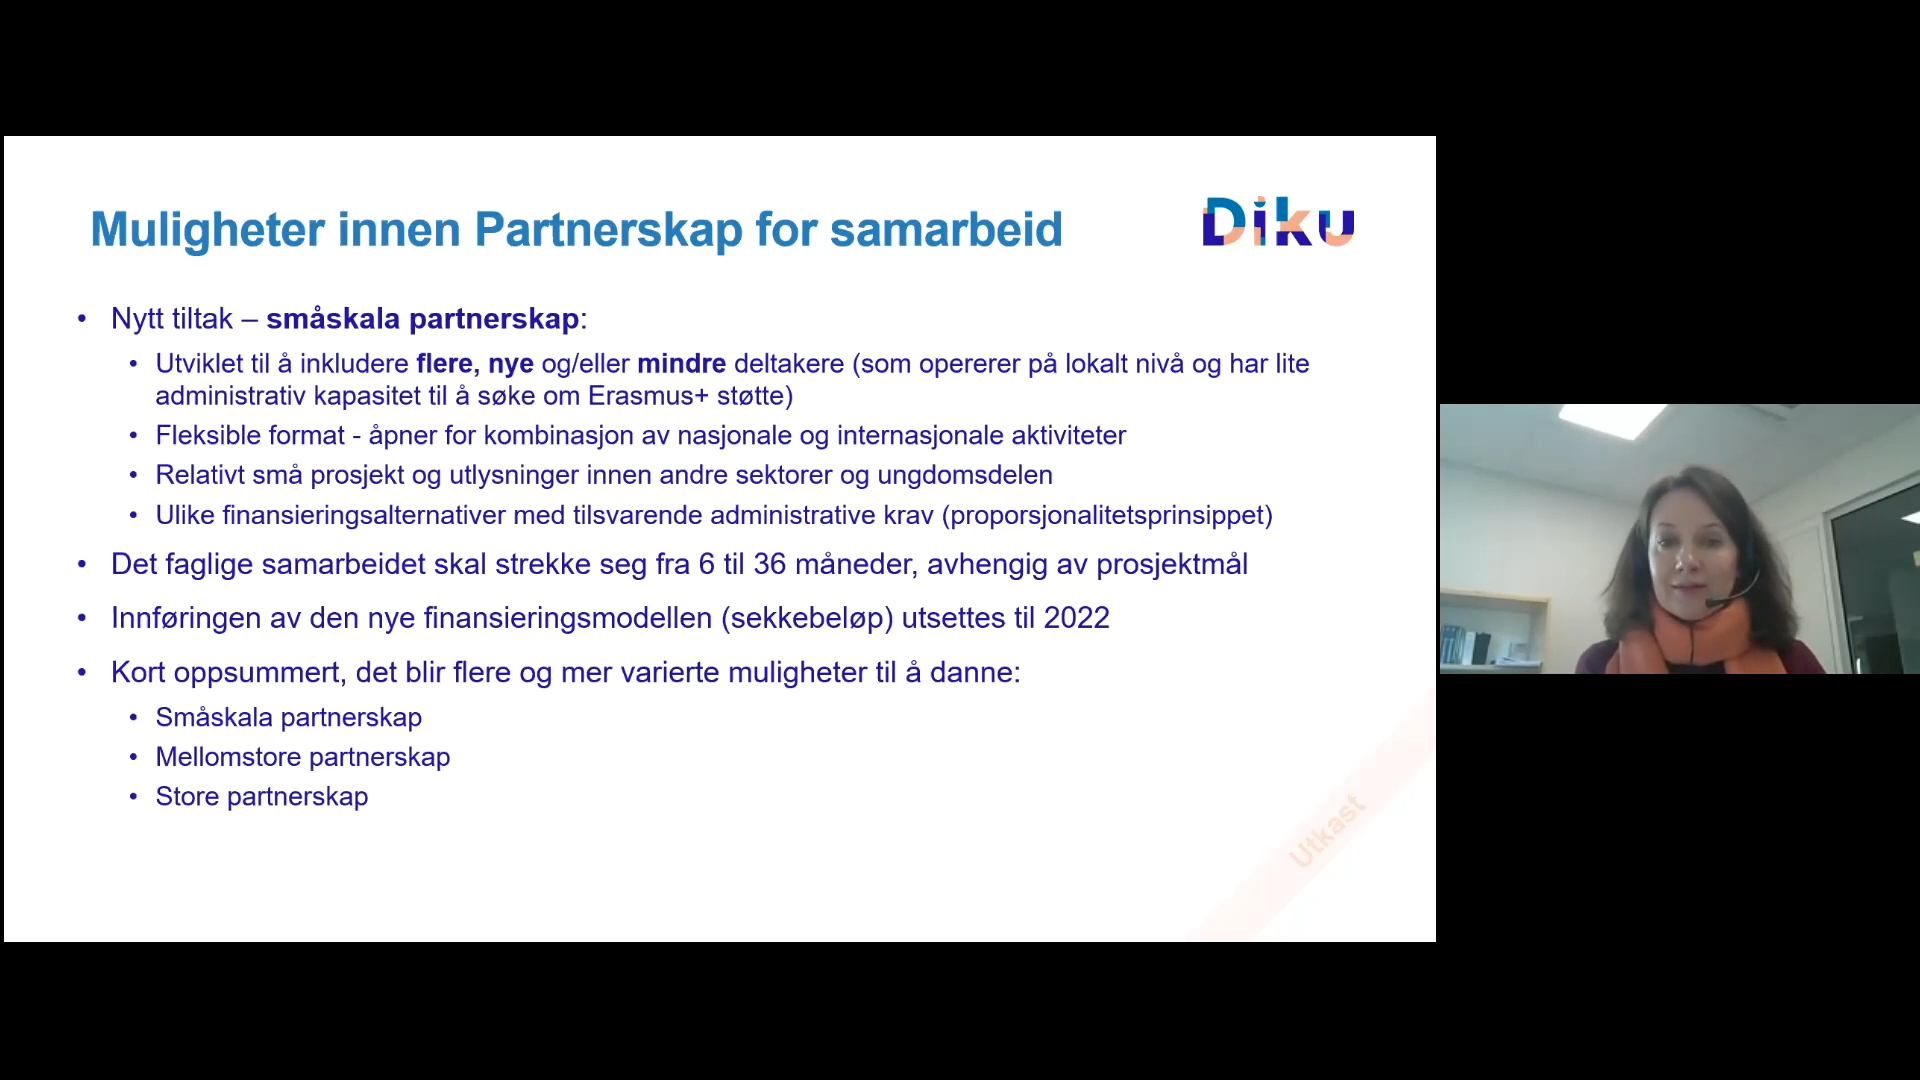 Muligheter innen Partnerskap for samarbeid
Diku
• Nytt tiltak – småskala partnerskap:
• Utviklet til å inkludere flere, nye og/eller mindre deltakere (som opererer på lokalt nivå og har lite
administrativ kapasitet til å søke om Erasmus+ støtte)
• Fleksible format - åpner for kombinasjon av nasjonale og internasjonale aktiviteter
• Relativt små prosjekt og utlysninger innen andre sektorer og ungdomsdelen
• Ulike finansieringsalternativer med tilsvarende administrative krav (proporsjonalitetsprinsippet)
• Det faglige samarbeidet skal strekke seg fra 6 til 36 måneder, avhengig av prosjektmål
• Innføringen av den nye finansieringsmodellen (sekkebeløp) utsettes til 2022
• Kort oppsummert, det blir flere og mer varierte muligheter til å danne:
• Småskala partnerskap
• Mellomstore partnerskap
• Store partnerskap
Utkast